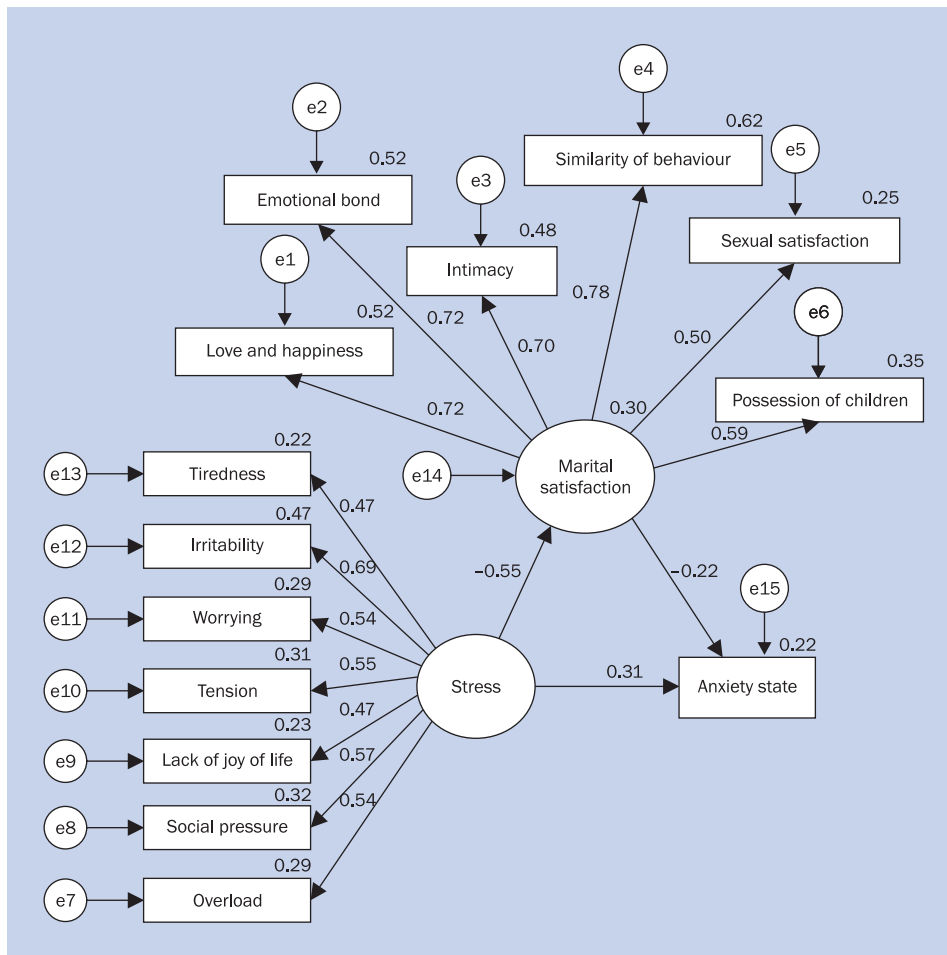 e4
e2
0.62
Similarity of behaviour
e5
0.52
Emotional bond
e3
0.25
Sexual satisfaction
0.48
Intimacy
e1
0.52
Love and happiness
0.72
0.70
0.78
0.50
e6
0.35
Possession of children
0.72
0.30
0.59
Marital
satisfaction
e14
0.22
e13
Tiredness
0.47
0.47
e12
Irritability
0.69
0.29
e11
Worrying
0.54
0.31
e10
Tension
0.55
0.23
e9
Lack of joy of life
0.47
0.32
e8
Social pressure
0.57
0.29
e7
Overload
0.54
Stress
–0.55
–0.22
0.31
e15
0.22
Anxiety state